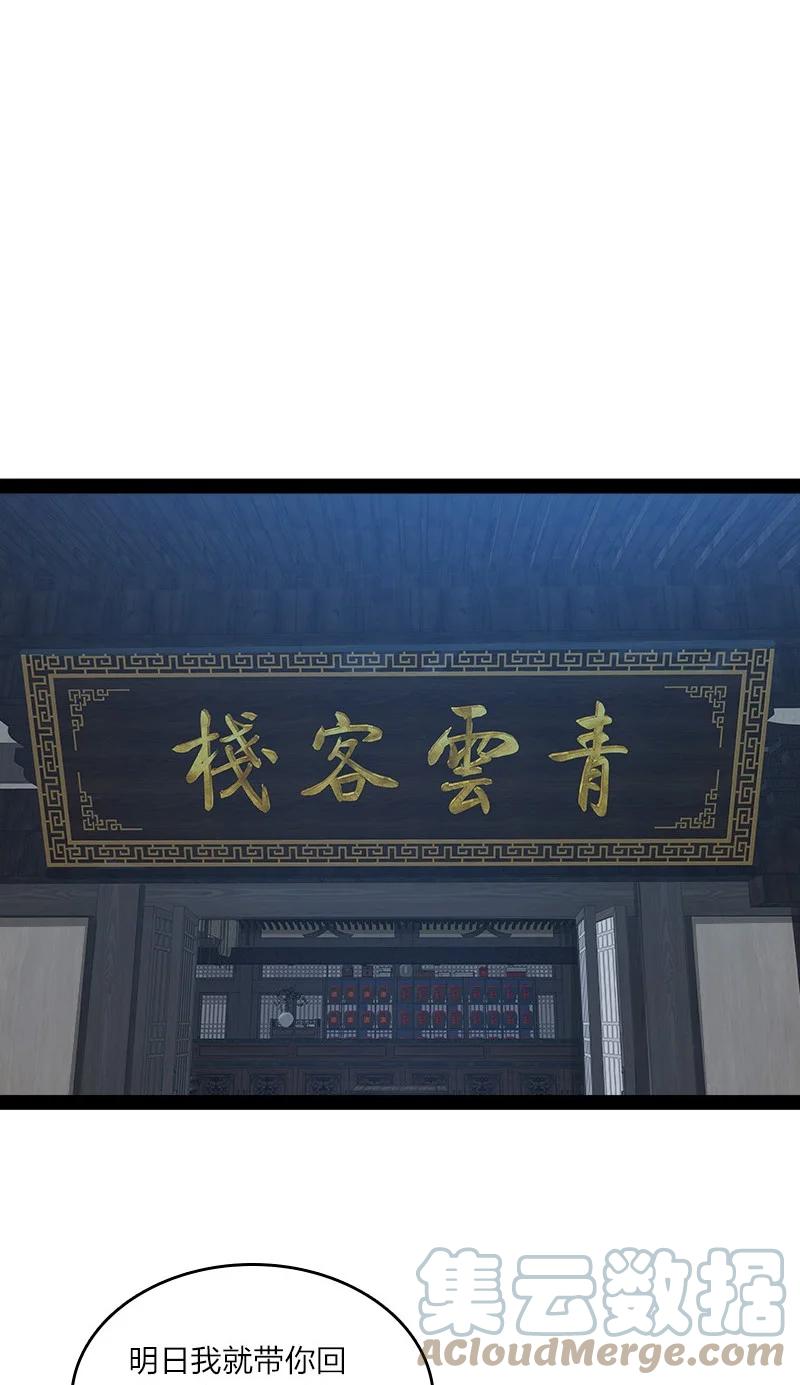 青雲客棧
明日我就带你回
集云数据
AcloudMerge.com